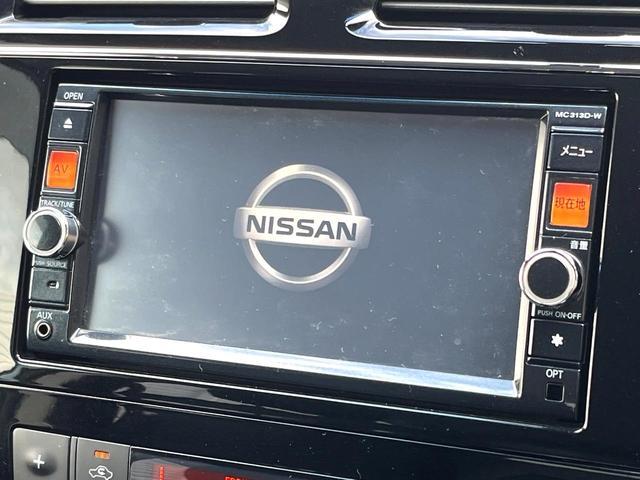 OPEN
MC313D-W
メニュー
AV
現在地
TRACK/TUNE
NISSAN
音量
PUSH SOURCE
AUX
PUSH ON-OFF
OPT